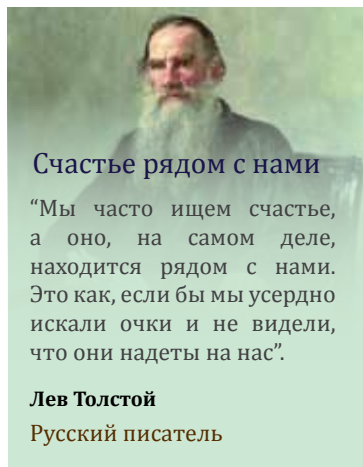 Счастье рядом с нами
“Мы часто ищем счастье,
а оно, на самом деле,
находится рядом с нами.
Это как, если бы мы усердно
искали очки и не видели,
что они надеты на нас”.
Лев Толстой
Русский писатель